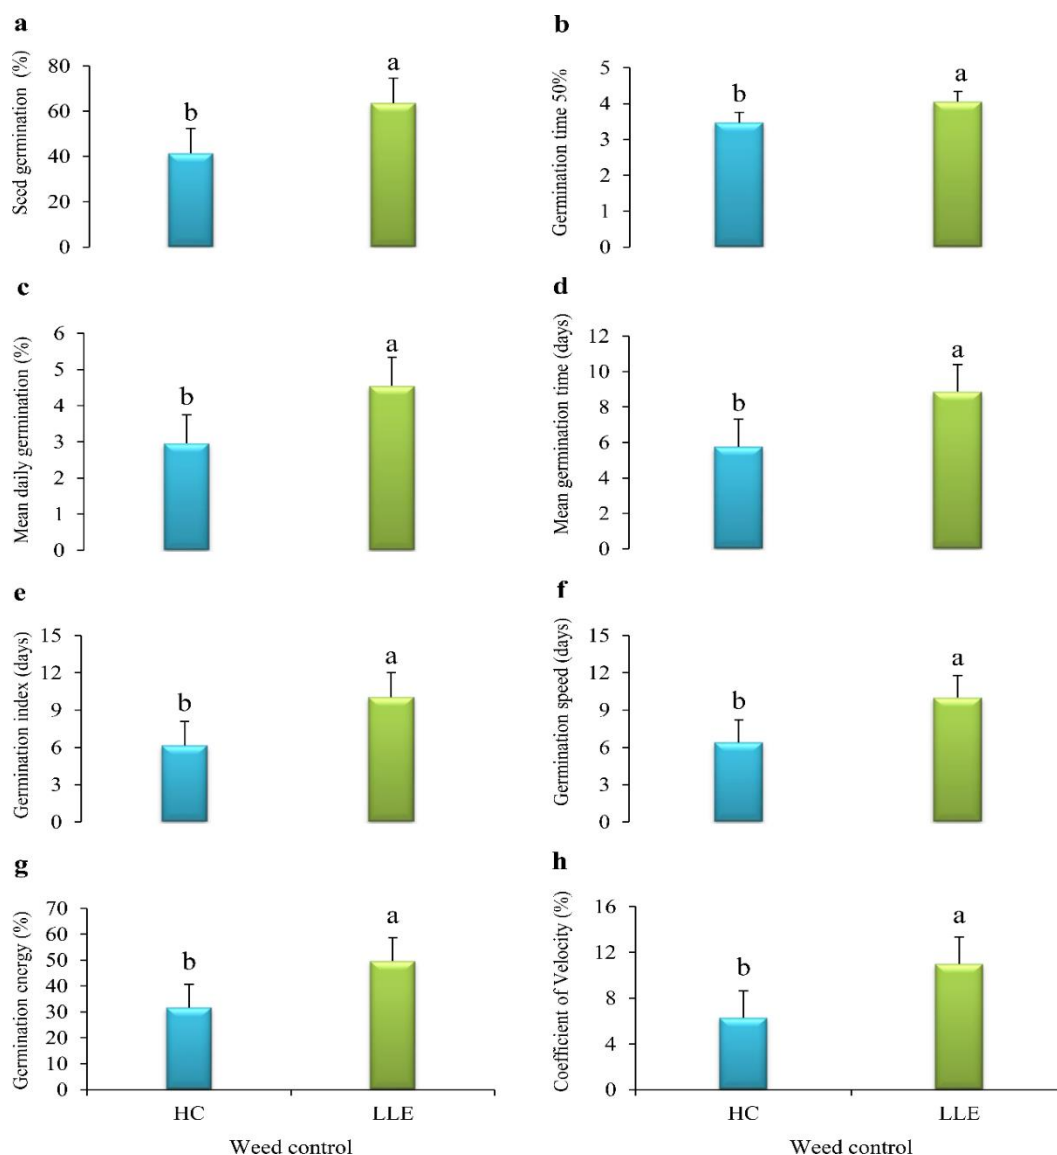 a
Seed germination (%)
80
60
40
20
0
b
a
b
Germination time 50%
5
4
3
2
1
0
b
a
c
Mean daily germination (%)
6
5
4
3
2
1
0
b
a
d
Mean germination time (days)
12
10
8
6
4
2
0
b
a
e
Germination index (days)
15
12
9
6
3
0
b
a
f
Germination speed (days)
15
12
9
6
3
0
b
a
g
Germination energy (%)
70
60
50
40
30
20
10
0
b
a
HC
LLE
Weed control
h
Coefficient of Velocity (%)
16
12
8
4
0
b
a
HC
LLE
Weed control